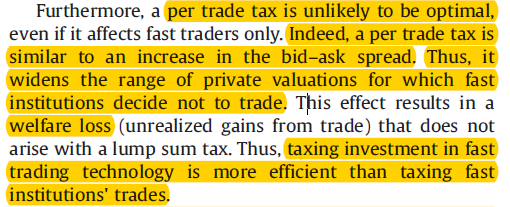 Furthermore, a per trade tax is unlikely to be optimal,
even if it affects fast traders only. Indeed, a per trade tax is
similar to an increase in the bid–ask spread. Thus, it
widens the range of private valuations for which fast
institutions decide not to trade. This effect results in a
welfare loss (unrealized gains from trade) that does not
arise with a lump sum tax. Thus, taxing investment in fast
trading technology is more efficient than taxing fast
institutions' trades.